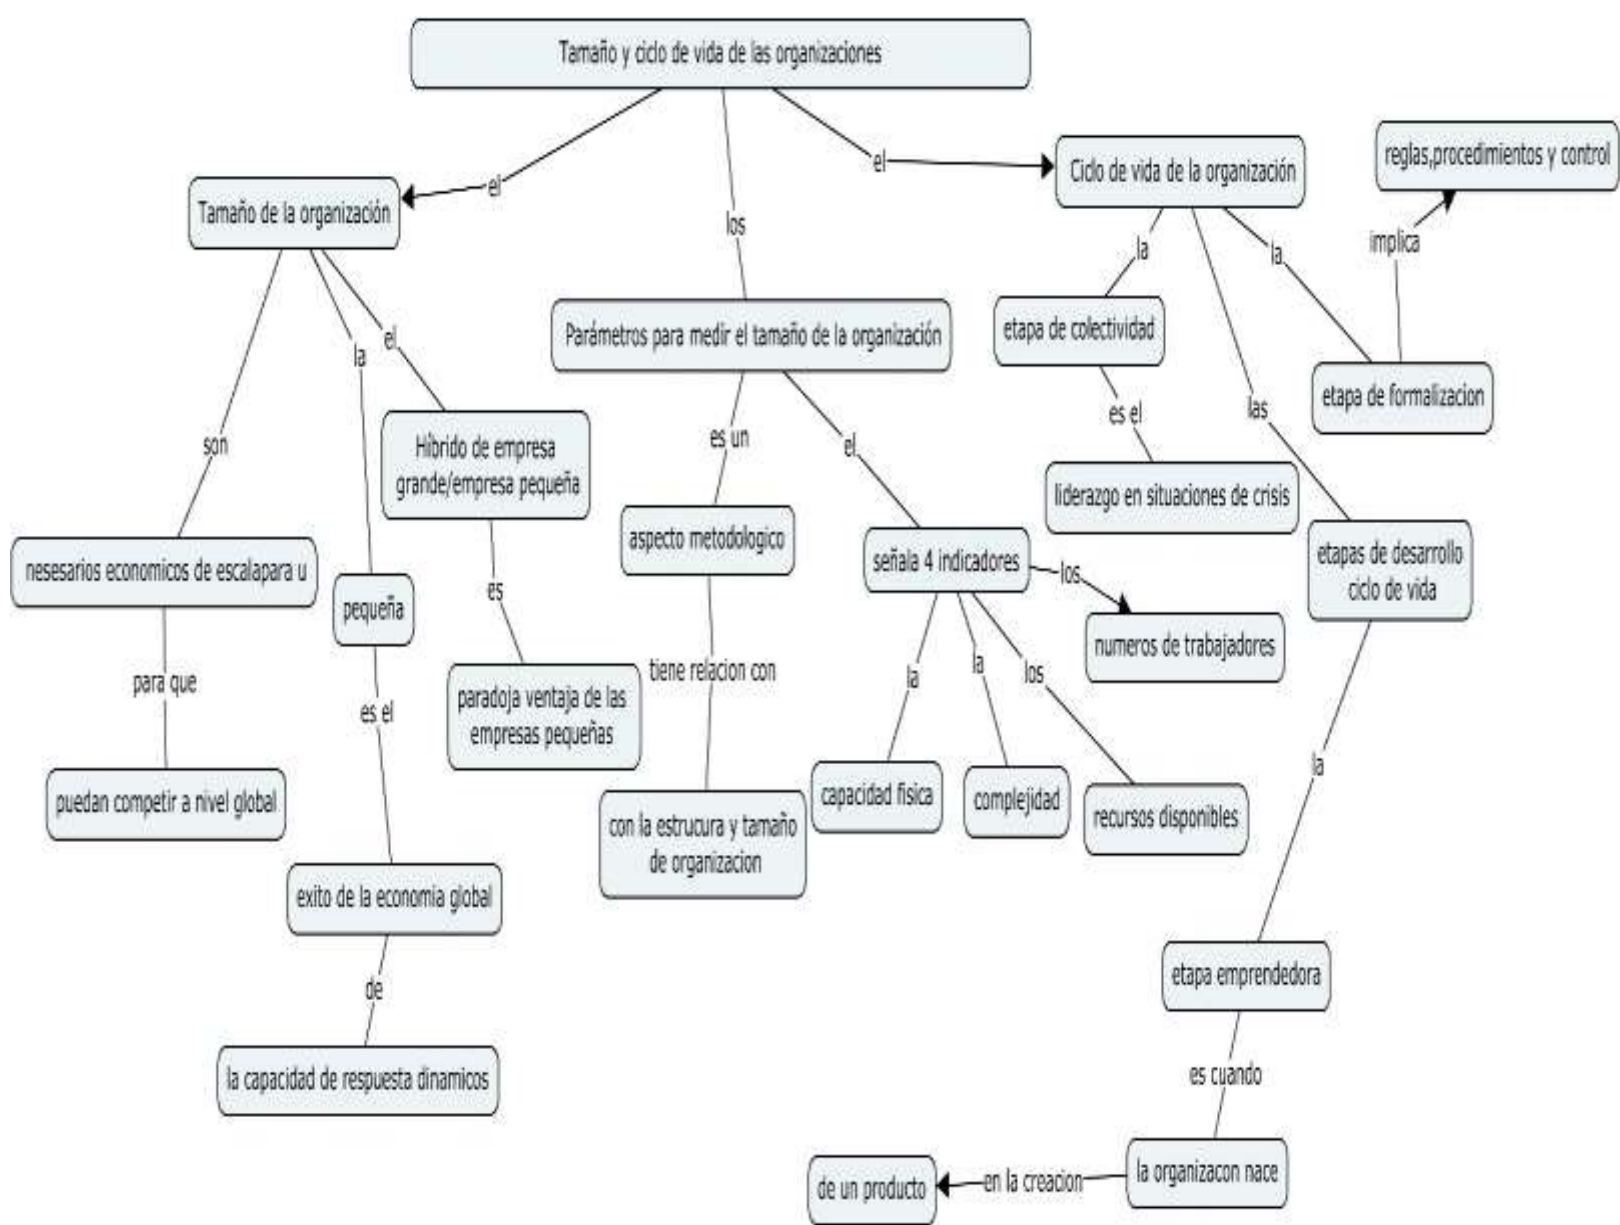 Tamaño y ciclo de vida de las organizaciones
el
los
el
Tamaño de la organización
Ciclo de vida de la organización
reglas,procedimientos y control
implica
la
las
la
etapa de colectividad
es el
liderazgo en situaciones de crisis
etapa de formalizacion
Parámetros para medir el tamaño de la organización
son
la
el
Híbrido de empresa
grande/empresa pequeña
es un
el
aspecto metodologico
señala 4 indicadores
los
numeros de trabajadores
etapas de desarrollo
ciclo de vida
nesesarios economicos de escalapara u
pequeña
es
para que
es el
paradoja ventaja de las
empresas pequeñas
tiene relacion con
la
la
los
la
puedan competir a nivel global
con la estrucura y tamaño
de organizacion
capacidad fisica
complejidad
recursos disponibles
exito de la economia global
de
la capacidad de respuesta dinamicos
etapa emprendedora
es cuando
la organizacon nace
en la creacion
de un producto